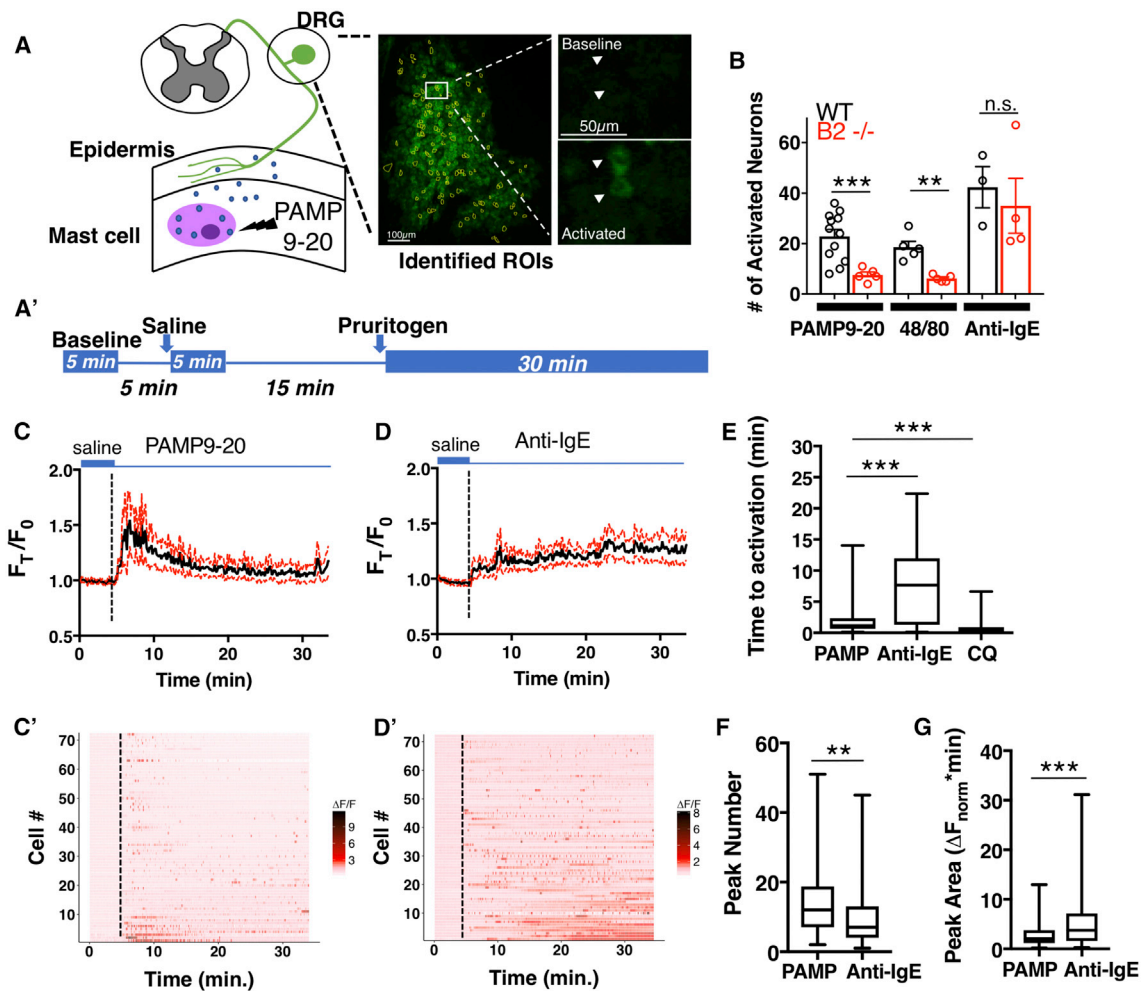 A
DRG
Epidermis
Mast cell
PAMP
9-20
100µm
Identified ROIs
Baseline
50µm
Activated
B
WT
B2 -/-
n.s.
***
**
# of Activated Neurons
60
40
20
0
PAMP9-20
48/80
Anti-IgE
A'
Baseline
Saline
Pruritogen
5 min
5 min
30 min
5 min
15 min
C
PAMP9-20
saline
F_T/F_0
2.0
1.5
1.0
0.5
0
10
20
30
Time (min)
D
Anti-IgE
saline
F_T/F_0
2.0
1.5
1.0
0.5
0
10
20
30
Time (min)
E
***
***
Time to activation (min)
30
25
20
15
10
5
0
PAMP
Anti-IgE
CQ
C'
Cell #
70
60
50
40
30
20
10
0
10
20
30
Time (min.)
ΔF/F
9
6
3
D'
Cell #
70
60
50
40
30
20
10
0
10
20
30
Time (min.)
ΔF/F
8
6
4
2
F
**
Peak Number
60
40
20
0
PAMP
Anti-IgE
G
***
Peak Area (ΔF_norm*min)
40
30
20
10
0
PAMP
Anti-IgE